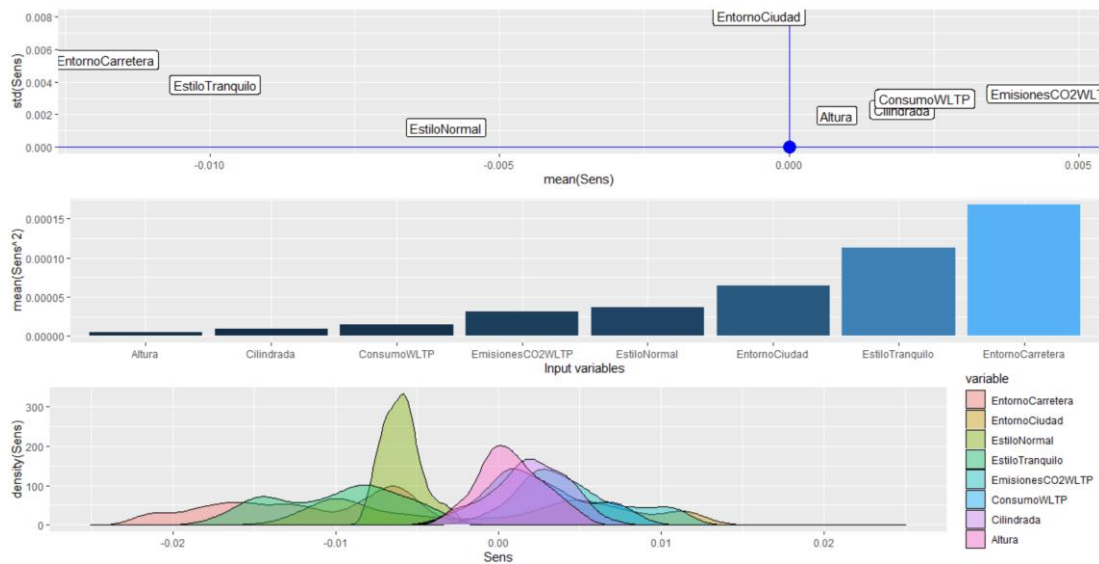 0.008
0.006
0.004
0.002
0.000
std(Sens)
EntornoCiudad
EntornoCarretera
EstiloTranquilo
EstiloNormal
EmisionesCO2WLT
ConsumoWLTP
Cilindrada
Altura
-0.010
-0.005
0.000
0.005
mean(Sens)
0.00015
0.00010
0.00005
0.00000
mean(Sens^2)
Altura
Cilindrada
ConsumoWLTP
EmisionesCO2WLTP
EstiloNormal
EntornoCiudad
EstiloTranquilo
EntornoCarretera
Input variables
300
200
100
0
density(Sens)
-0.02
-0.01
0.00
0.01
0.02
Sens
variable
EntornoCarretera
EntornoCiudad
EstiloNormal
EstiloTranquilo
EmisionesCO2WLTP
ConsumoWLTP
Cilindrada
Altura